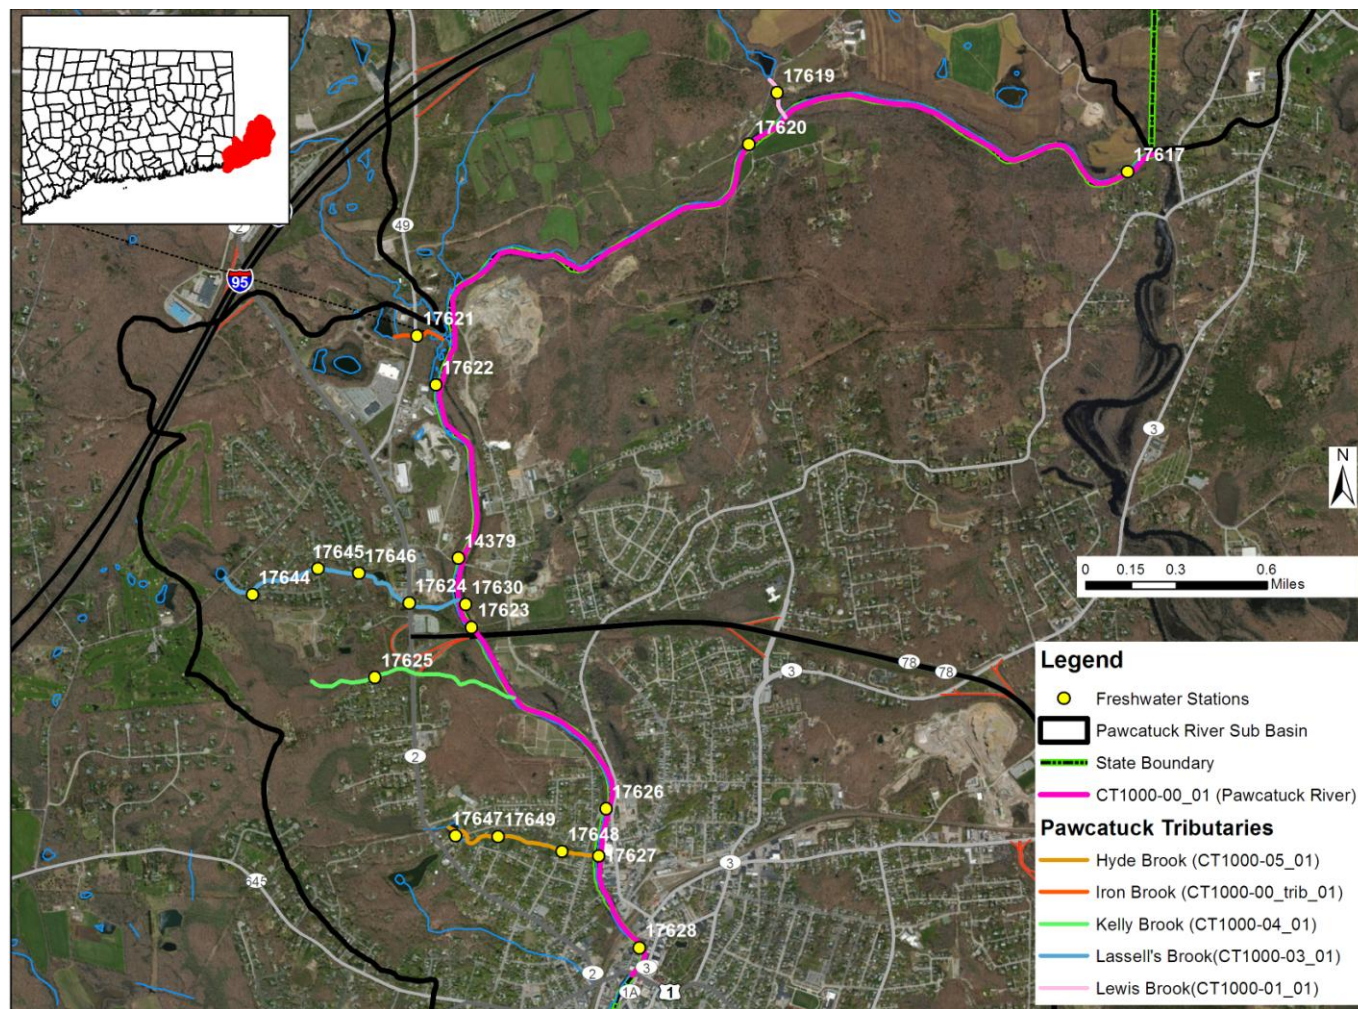 17619
17620
17617
2
49
95
17621
17622
3
N
14379
17645
17646
17644
17624
17630
17623
0 0.15 0.3 0.6
Miles
17625
78
78
3
2
17626
17647
17649
17648
17627
3
17628
2
3
1A
1
Legend
Freshwater Stations
Pawcatuck River Sub Basin
State Boundary
CT1000-00_01 (Pawcatuck River)
Pawcatuck Tributaries
Hyde Brook (CT1000-05_01)
Iron Brook (CT1000-00_trib_01)
Kelly Brook (CT1000-04_01)
Lassell's Brook(CT1000-03_01)
Lewis Brook(CT1000-01_01)